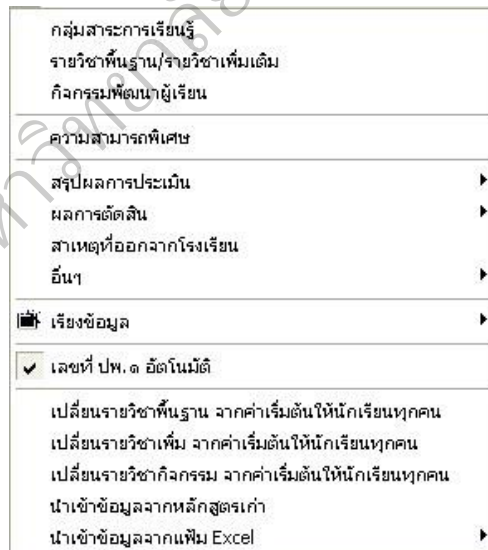 กลุ่มสาระการเรียนรู้
รายวิชาพื้นฐาน/รายวิชาเพิ่มเติม
กิจกรรมพัฒนาผู้เรียน
ความสามารถพิเศษ
สรุปผลการประเมิน
ผลการตัดสิน
สาเหตุที่ออกจากโรงเรียน
อื่นๆ
เรียงข้อมูล
เลขที่ ปพ.๑ อัตโนมัติ
เปลี่ยนรายวิชาพื้นฐาน จากค่าเริ่มต้นให้นักเรียนทุกคน
เปลี่ยนรายวิชาเพิ่ม จากค่าเริ่มต้นให้นักเรียนทุกคน
เปลี่ยนรายวิชากิจกรรม จากค่าเริ่มต้นให้นักเรียนทุกคน
นำเข้าข้อมูลจากหลักสูตรเก่า
นำเข้าข้อมูลจากแฟ้ม Excel